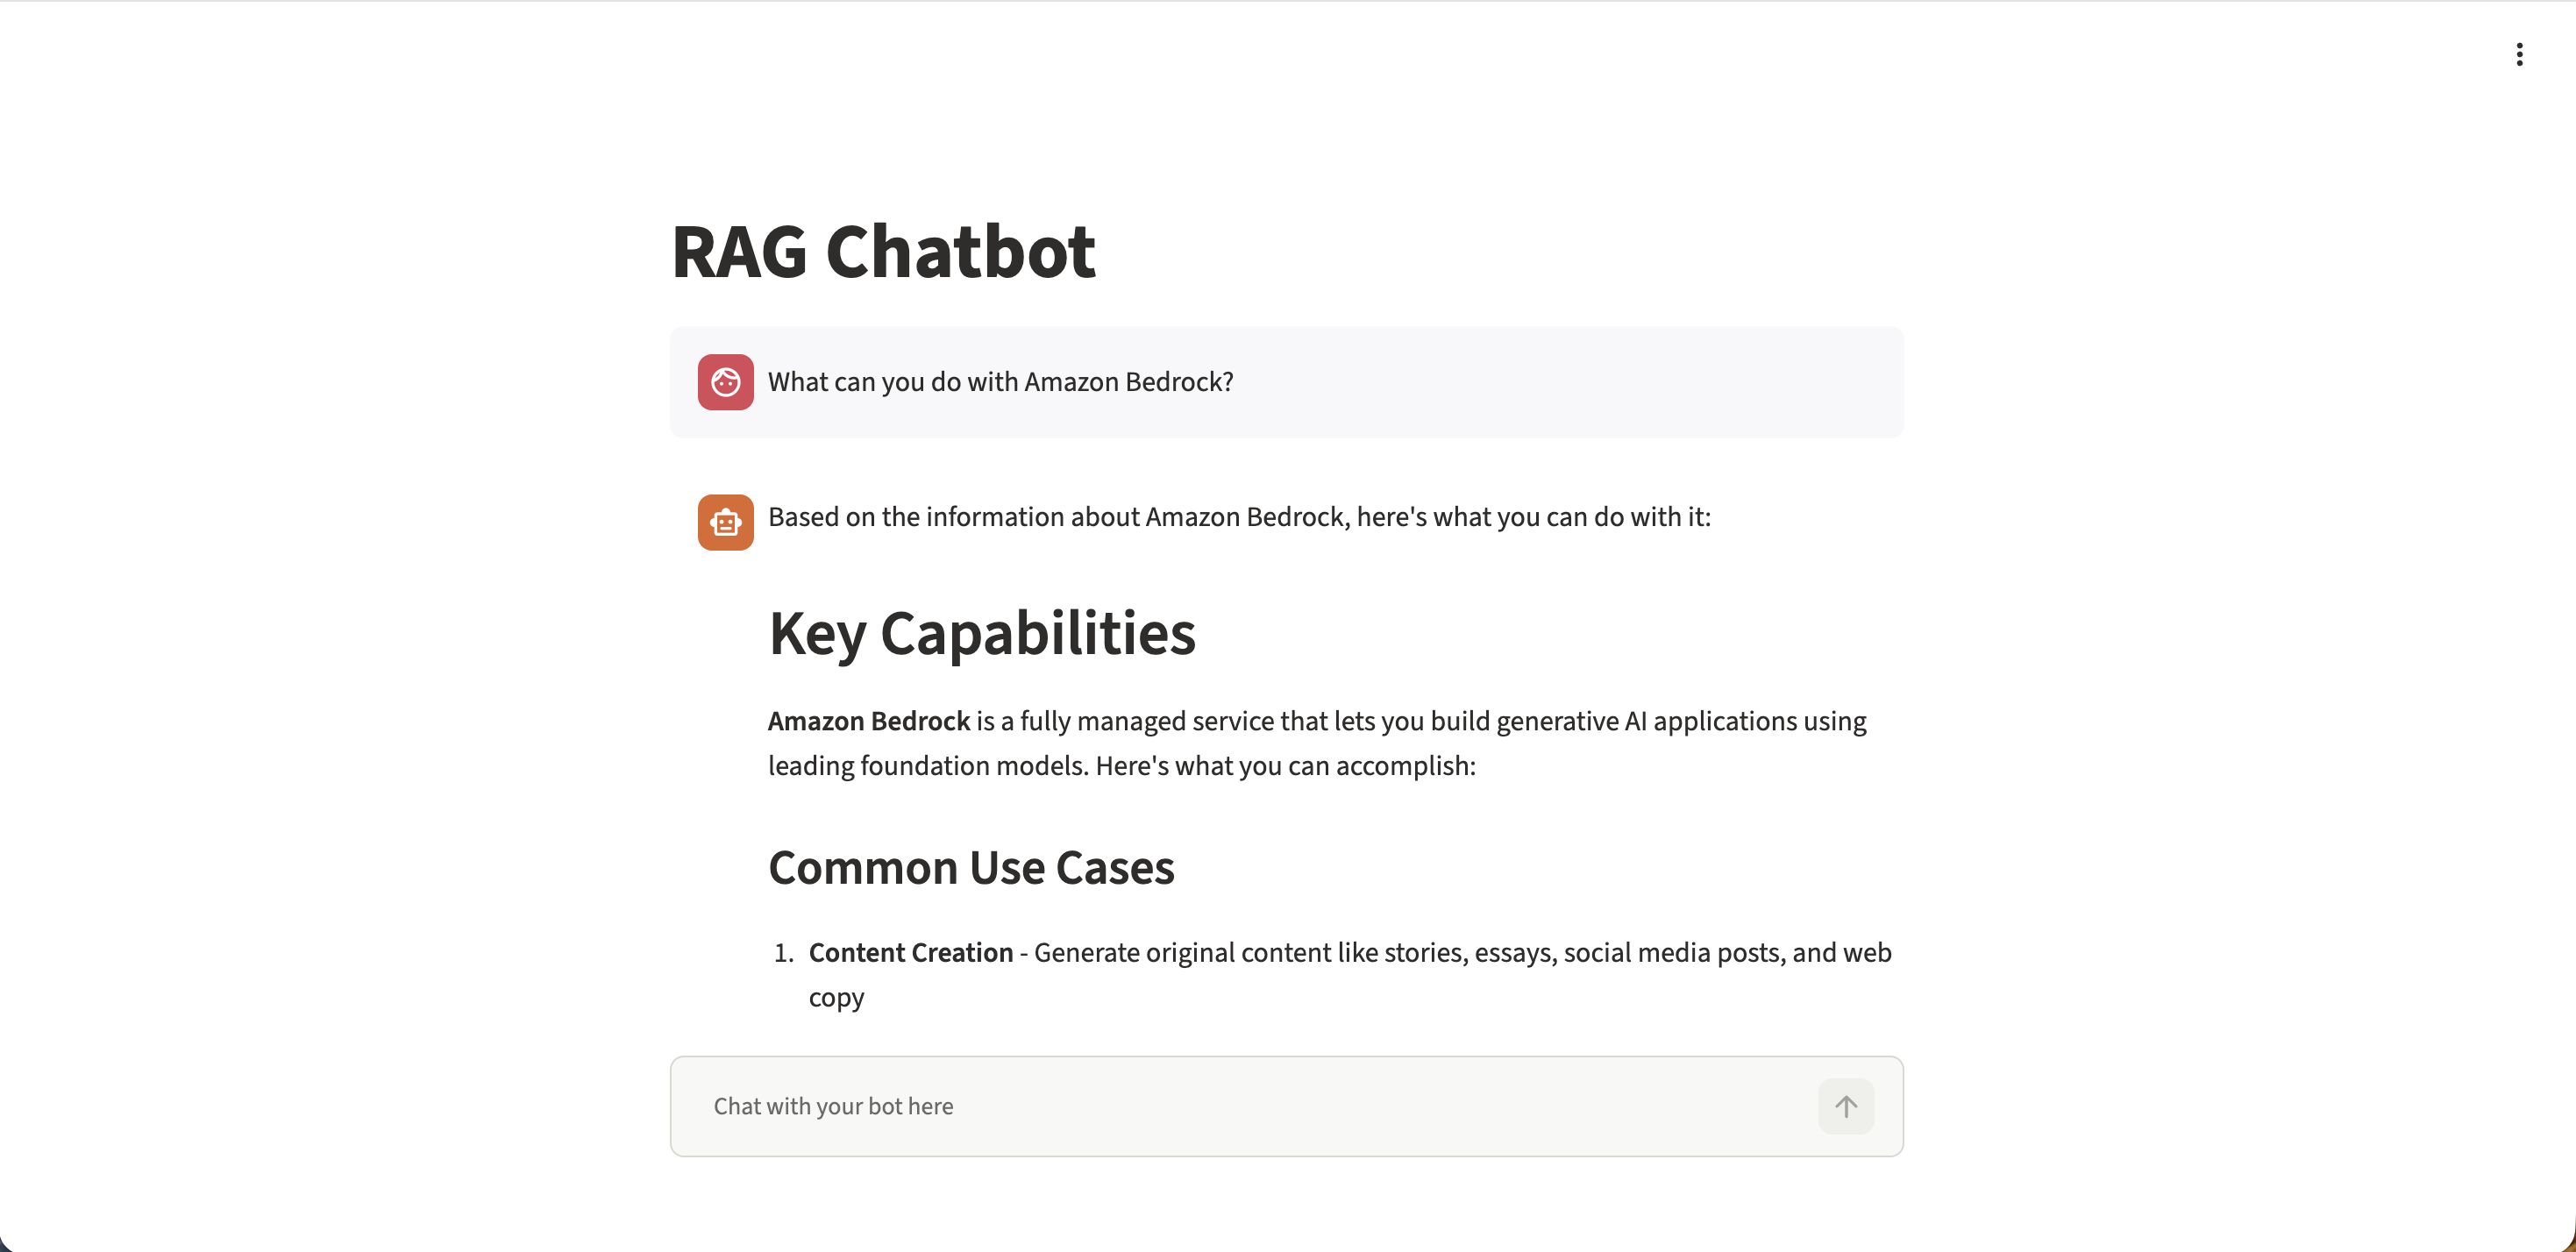 RAG Chatbot
What can you do with Amazon Bedrock?
Based on the information about Amazon Bedrock, here's what you can do with it:
Key Capabilities
Amazon Bedrock is a fully managed service that lets you build generative AI applications using
leading foundation models. Here's what you can accomplish:
Common Use Cases
1. Content Creation - Generate original content like stories, essays, social media posts, and web
copy
Chat with your bot here